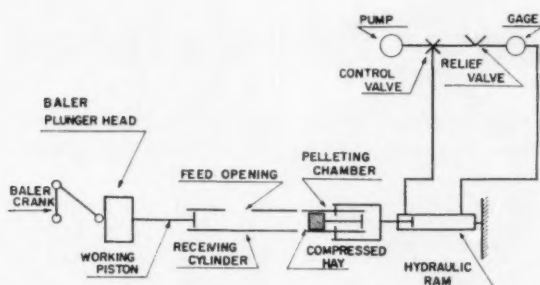 PUMP
GAGE
CONTROL
VALVE
RELIEF
VALVE
BALER
PLUNGER HEAD
PELLETING
CHAMBER
FEED OPENING
BALER
CRANK
WORKING
PISTON
RECEIVING
CYLINDER
COMPRESSED
HAY
HYDRAULIC
RAM